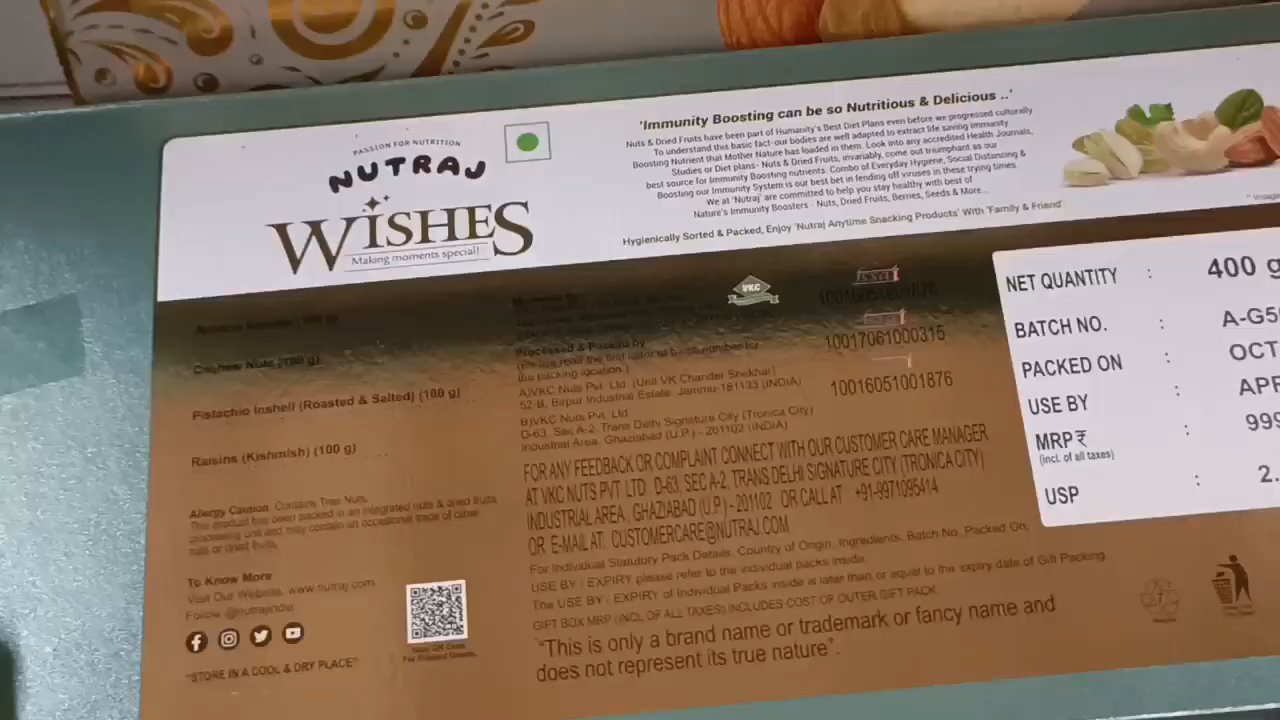 PASSION FOR NUTRITION
NUTRAJ
WISHES
Making moments special!
'Immunity Boosting can be so Nutritious & Delicious ..'
Nuts & Dried Fruits have been part of Humanity's Best Diet Plans even before we progressed culturally
To understand this basic fact-our bodies are well adapted to extract life saving immunity
Boosting Nutrient that Mother Nature has loaded in them. Look into any accredited Health Journals,
Studies or Diet plans- Nuts & Dried Fruits, invariably, come out triumphant as our
best source for Immunity Boosting nutrients. Combo of Everyday Hygiene, Social Distancing &
Boosting our Immunity System is our best bet in fending off viruses in these trying times.
We at 'Nutraj' are committed to help you stay healthy with best of
Nature's Immunity Boosters - Nuts, Dried Fruits, Berries, Seeds & More...
Hygienically Sorted & Packed, Enjoy 'Nutraj Anytime Snacking Products' With 'Family & Friend'.
Cashew Nuts (100 g)
Pistachio Inshell (Roasted & Salted) (100 g)
Raisins (Kishmish) (100 g)
Allergy Caution: Contains Tree Nuts.
This product has been packed in an integrated nuts & dried fruits
processing unit and may contain an occasional trace of other
nuts or dried fruits.
To Know More
Visit Our Website: www.nutraj.com
Follow @nutrajindia
"STORE IN A COOL & DRY PLACE"
VKC
Processed & Packed by
(Please read the first letter of batch number for
the packing location.)
A)VKC Nuts Pvt. Ltd (Unit VK Chander Shekhar)
52-B, Birpur Industrial Estate, Jammu-181133 (INDIA)
B)VKC Nuts Pvt. Ltd
D-63, Sec A-2, Trans Delhi Signature City (Tronica City)
Industrial Area, Ghaziabad (U.P.) - 201102 (INDIA)
10017061000315
10016051001876
FOR ANY FEEDBACK OR COMPLAINT CONNECT WITH OUR CUSTOMER CARE MANAGER
AT VKC NUTS PVT LTD D-63, SEC A-2, TRANS DELHI SIGNATURE CITY (TRONICA CITY)
INDUSTRIAL AREA, GHAZIABAD (U.P.) - 201102 OR CALL AT +91-9971095414
OR E-MAIL AT: CUSTOMERCARE@NUTRAJ.COM
For Individual Statutory Pack Details, Country of Origin, Ingredients, Batch No, Packed On,
USE BY / EXPIRY please refer to the individual packs inside.
The USE BY / EXPIRY of Individual Packs inside is later than or equal to the expiry date of Gift Packing.
GIFT BOX MRP (INCL OF ALL TAXES) INCLUDES COST OF OUTER GIFT PACK.
"This is only a brand name or trademark or fancy name and
does not represent its true nature".
NET QUANTITY : 400 g
BATCH NO. : A-G5
PACKED ON : OCT
USE BY : APR
MRP₹ : 999
(incl. of all taxes)
USP : 2.